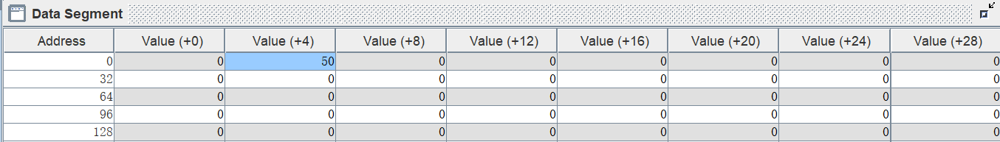 Data Segment
Address Value (+0) Value (+4) Value (+8) Value (+12) Value (+16) Value (+20) Value (+24) Value (+28)
0 0 50 0 0 0 0 0 0
32 0 0 0 0 0 0 0 0
64 0 0 0 0 0 0 0 0
96 0 0 0 0 0 0 0 0
128 0 0 0 0 0 0 0 0